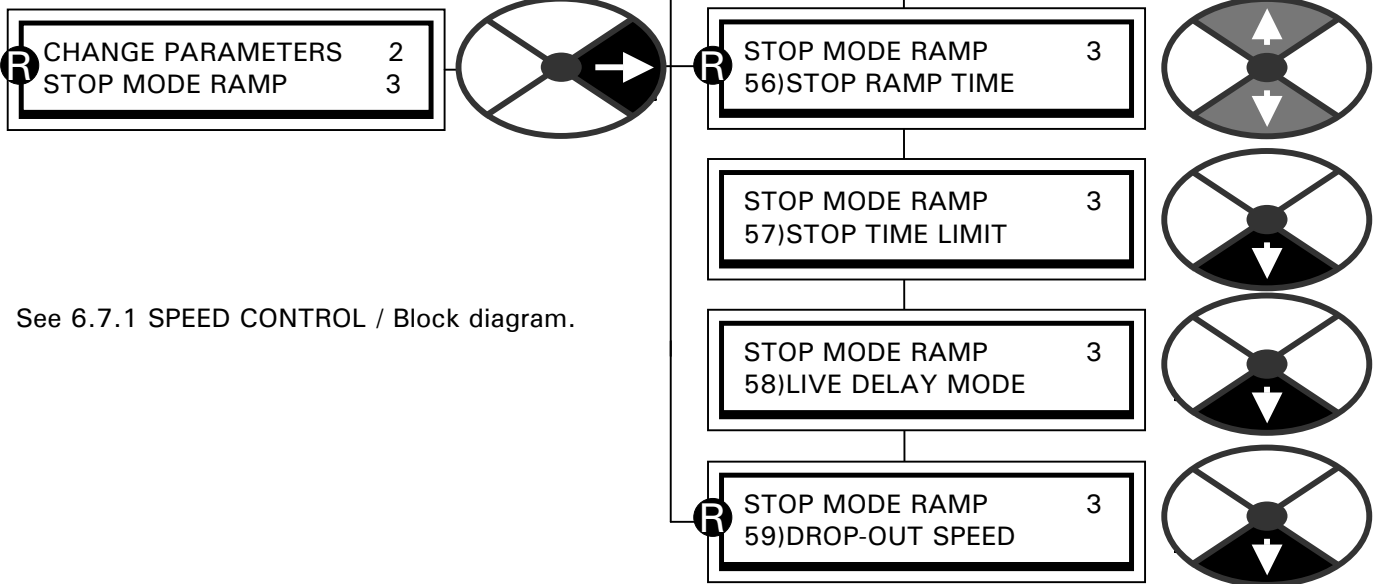 R CHANGE PARAMETERS 2
STOP MODE RAMP 3
R STOP MODE RAMP 3
56)STOP RAMP TIME
STOP MODE RAMP 3
57)STOP TIME LIMIT
See 6.7.1 SPEED CONTROL / Block diagram.
STOP MODE RAMP 3
58)LIVE DELAY MODE
R STOP MODE RAMP 3
59)DROP-OUT SPEED